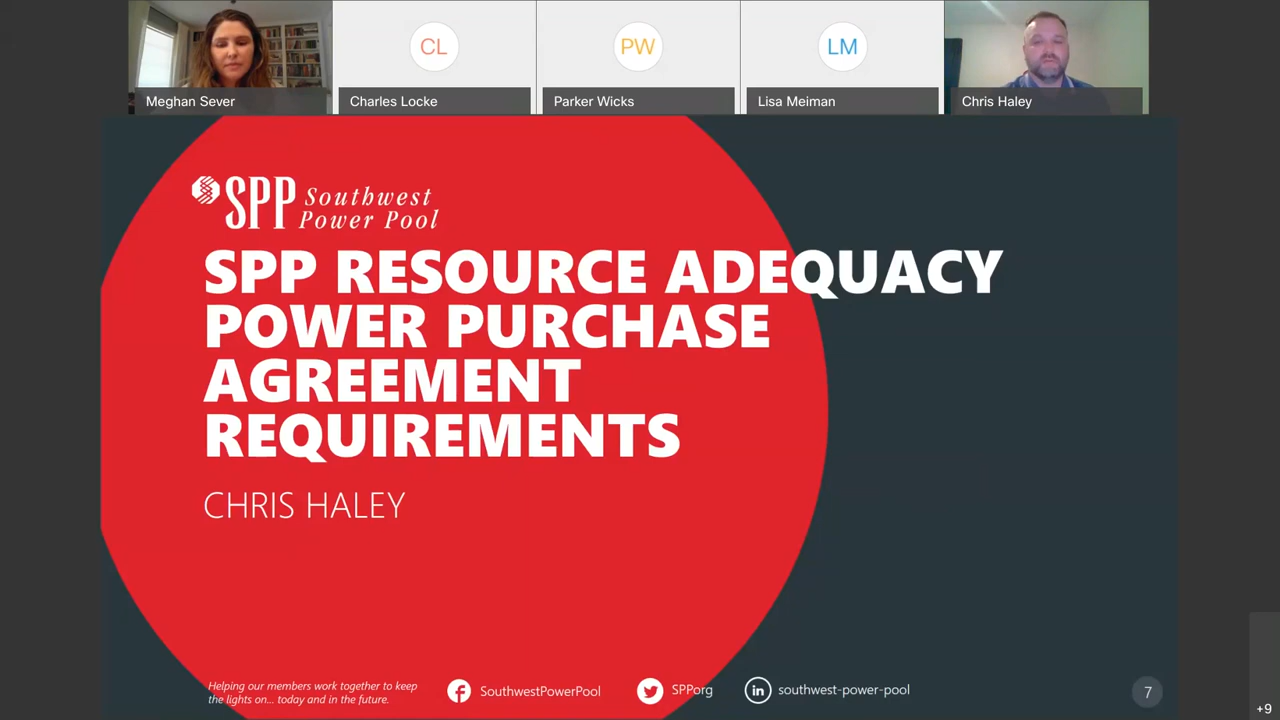 CL
PW
LM
Meghan Sever
Charles Locke
Parker Wicks
Lisa Meiman
Chris Haley
SPP Southwest
Power Pool
SPP RESOURCE ADEQUACY
POWER PURCHASE
AGREEMENT
REQUIREMENTS
CHRIS HALEY
Helping our members work together to keep
the lights on... today and in the future.
SouthwestPowerPool
SPPorg
in
southwest-power-pool
7
+9